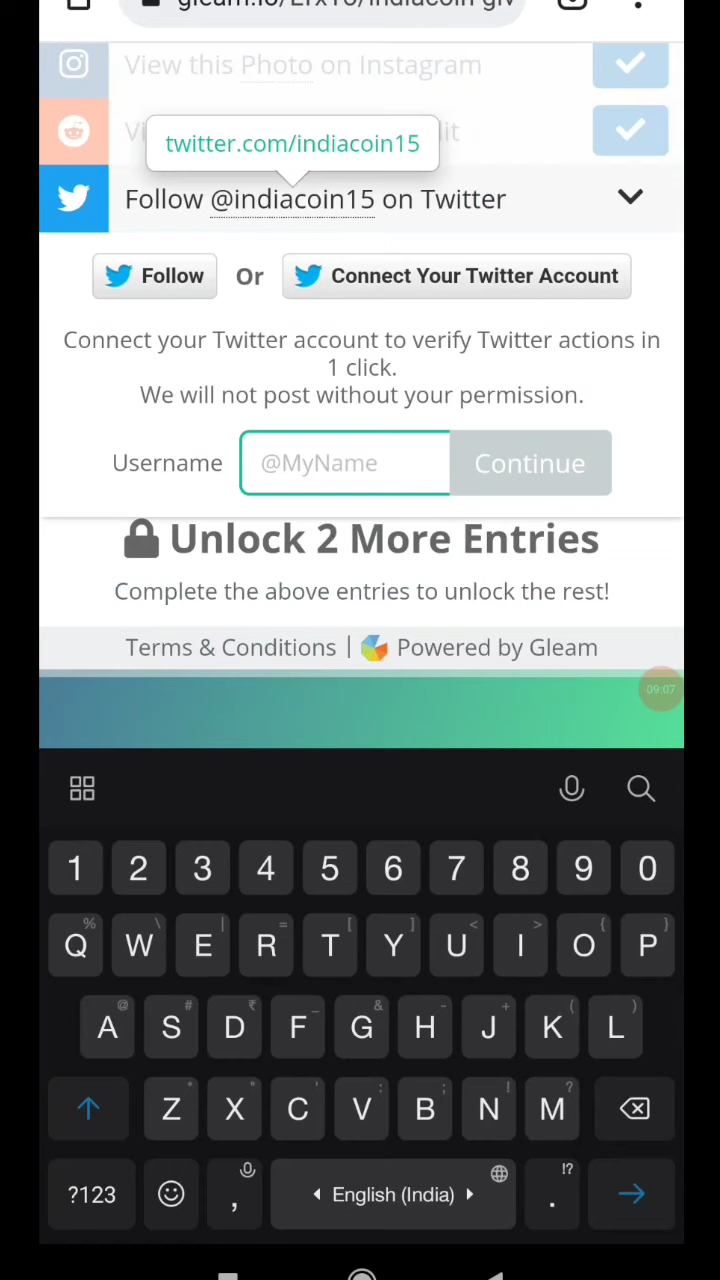 View this Photo on Instagram
Vi
twitter.com/indiacoin15
Follow @indiacoin15 on Twitter
Follow Or Connect Your Twitter Account
Connect your Twitter account to verify Twitter actions in
1 click.
We will not post without your permission.
Username @MyName Continue
Unlock 2 More Entries
Complete the above entries to unlock the rest!
Terms & Conditions | Powered by Gleam
09:07
1 2 3 4 5 6 7 8 9 0
% \ | = [ ] < > { }
Q W E R T Y U I O P
@ # ₹ _ & - + ( )
A S D F G H J K L
* " ' : ; ! ?
Z X C V B N M
?123 , English (India) . !?